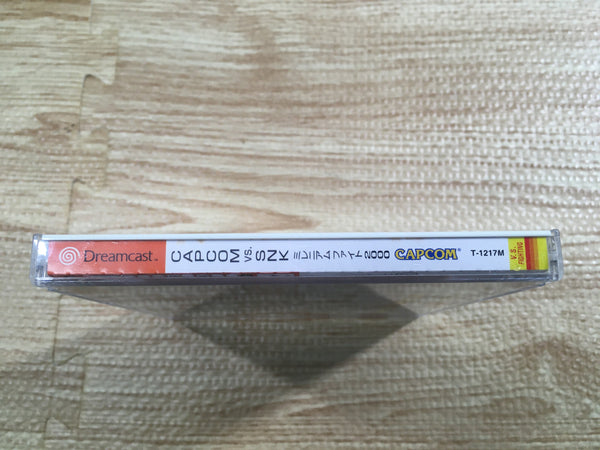 Dreamcast™
CAPCOM VS. SNK ミレニアムファイト2000
CAPCOM®
T-1217M
V.S.
FIGHTING